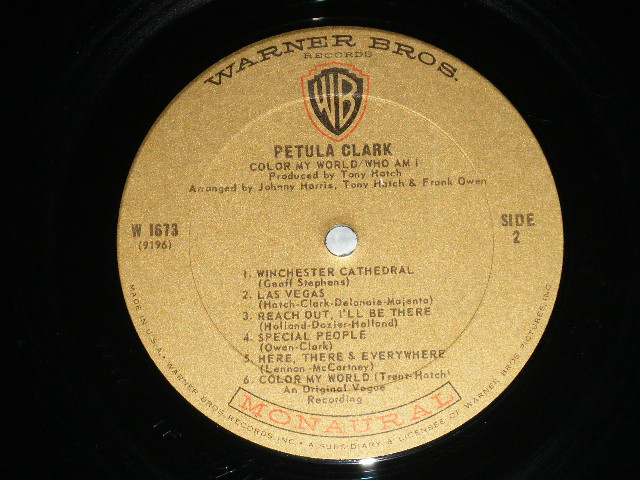 WARNER BROS.
RECORDS
WB
PETULA CLARK
COLOR MY WORLD/WHO AM I
Produced by Tony Hatch
Arranged by Johnny Harris, Tony Hatch & Frank Owen
W 1673
(9196)
SIDE
2
1. WINCHESTER CATHEDRAL
(Geoff Stephens)
2. LAS VEGAS
(Hatch-Clark-Delanoie-Majenta)
3. REACH OUT, I'LL BE THERE
(Holland-Dozier-Holland)
4. SPECIAL PEOPLE
(Owen-Clark)
5. HERE, THERE & EVERYWHERE
(Lennon-McCartney)
6. COLOR MY WORLD (Trent-Hatch)
An Original Vogue
Recording
MONAURAL
MADE IN U.S.A. • WARNER BROS. RECORDS INC. • A SUBSIDIARY & LICENSEE OF WARNER BROS PICTURES, INC.